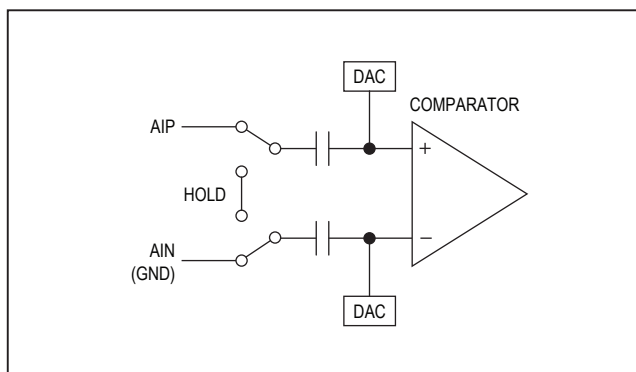 DAC
COMPARATOR
AIP
+
HOLD
AIN
(GND)
−
DAC